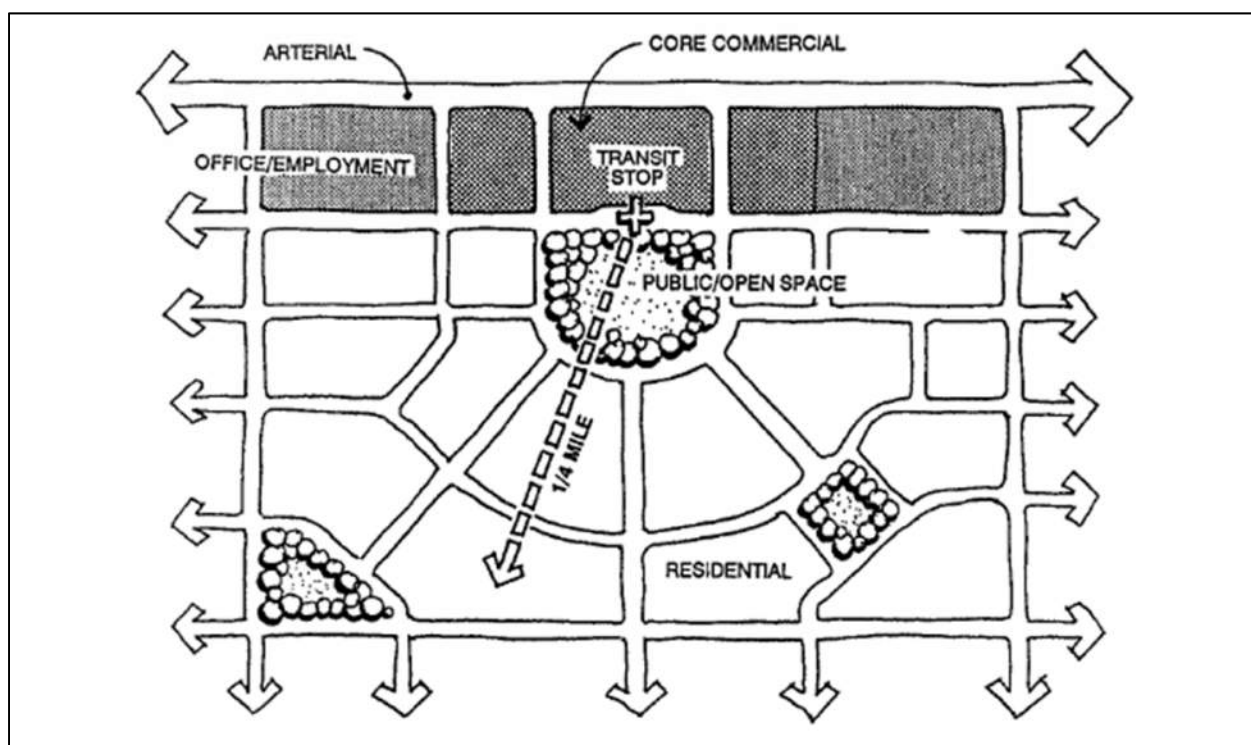 ARTERIAL
CORE COMMERCIAL
OFFICE/EMPLOYMENT
TRANSIT
STOP
PUBLIC/OPEN SPACE
1/4 MILE
RESIDENTIAL